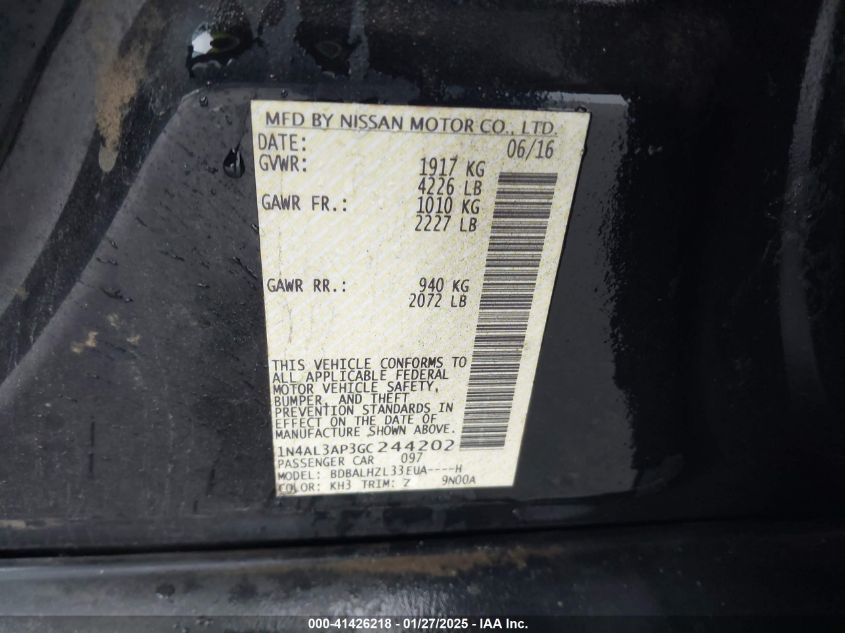 MFD BY NISSAN MOTOR CO., LTD.
DATE: 06/16
GVWR: 1917 KG
4226 LB
GAWR FR.: 1010 KG
2227 LB
GAWR RR.: 940 KG
2072 LB
THIS VEHICLE CONFORMS TO
ALL APPLICABLE FEDERAL
MOTOR VEHICLE SAFETY,
BUMPER, AND THEFT
PREVENTION STANDARDS IN
EFFECT ON THE DATE OF
MANUFACTURE SHOWN ABOVE.
1N4AL3AP3GC244202
PASSENGER CAR 097
MODEL: BDBALHZL33EUA----H
COLOR: KH3 TRIM: Z 9N00A
000-41426218 - 01/27/2025 - IAA Inc.